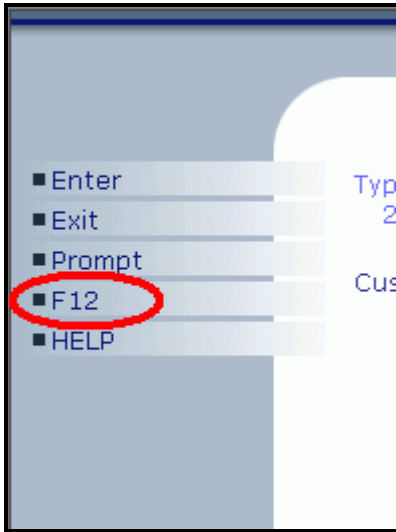 Enter
Exit
Prompt
F12
HELP
Typ
2
Cus